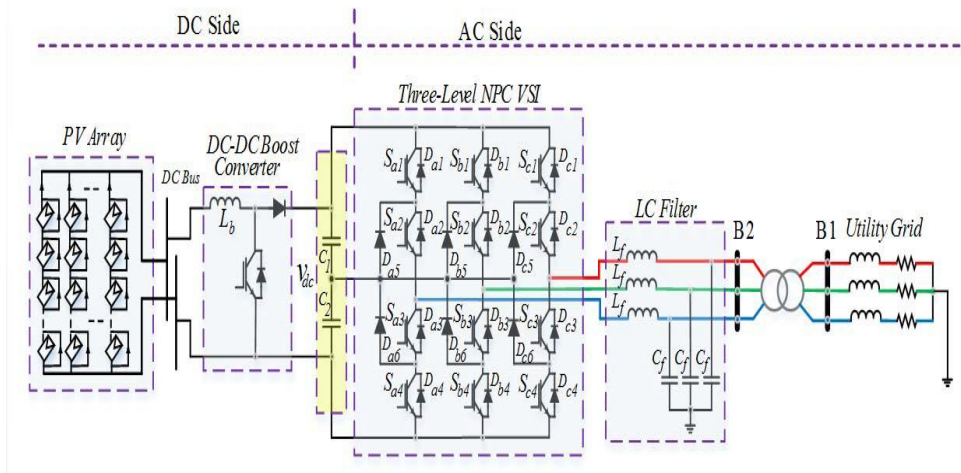 DC Side
AC Side
Three-Level NPC VSI
PV Array
DC-DC Boost
Converter
DC Bus
LC Filter
B2
B1
Utility Grid
L_b
v_dc
C_1
C_2
S_a1
D_a1
S_b1
D_b1
S_c1
D_c1
S_a2
D_a2
S_b2
D_b2
S_c2
D_c2
D_a5
D_b5
D_c5
S_a3
D_a3
S_b3
D_b3
S_c3
D_c3
D_a6
D_b6
D_c6
S_a4
D_a4
S_b4
D_b4
S_c4
D_c4
L_f
L_f
L_f
C_f
C_f
C_f